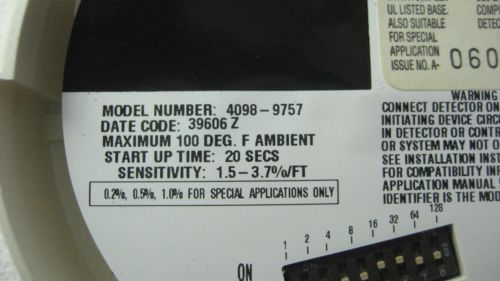 UL LISTED BASE.
ALSO SUITABLE
FOR SPECIAL
APPLICATION
ISSUE NO. A- 060
MODEL NUMBER: 4098-9757
DATE CODE: 39606 Z
MAXIMUM 100 DEG. F AMBIENT
START UP TIME: 20 SECS
SENSITIVITY: 1.5-3.7%/FT
0.2%, 0.5%, 1.0% FOR SPECIAL APPLICATIONS ONLY
WARNING
CONNECT DETECTOR ON
INITIATING DEVICE CIRC
IN DETECTOR OR CONTRO
OR SYSTEM MAY NOT O
SEE INSTALLATION INST
FOR SPECIFIC
APPLICATION MANUAL
IDENTIFIER IS THE MOD
1 2 4 8 16 32 64 128
ON